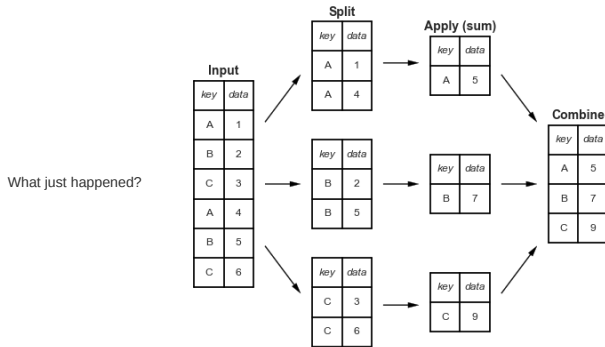 What just happened?
Input
key data
A 1
B 2
C 3
A 4
B 5
C 6
Split
key data
A 1
A 4
key data
B 2
B 5
key data
C 3
C 6
Apply (sum)
key data
A 5
key data
B 7
key data
C 9
Combine
key data
A 5
B 7
C 9